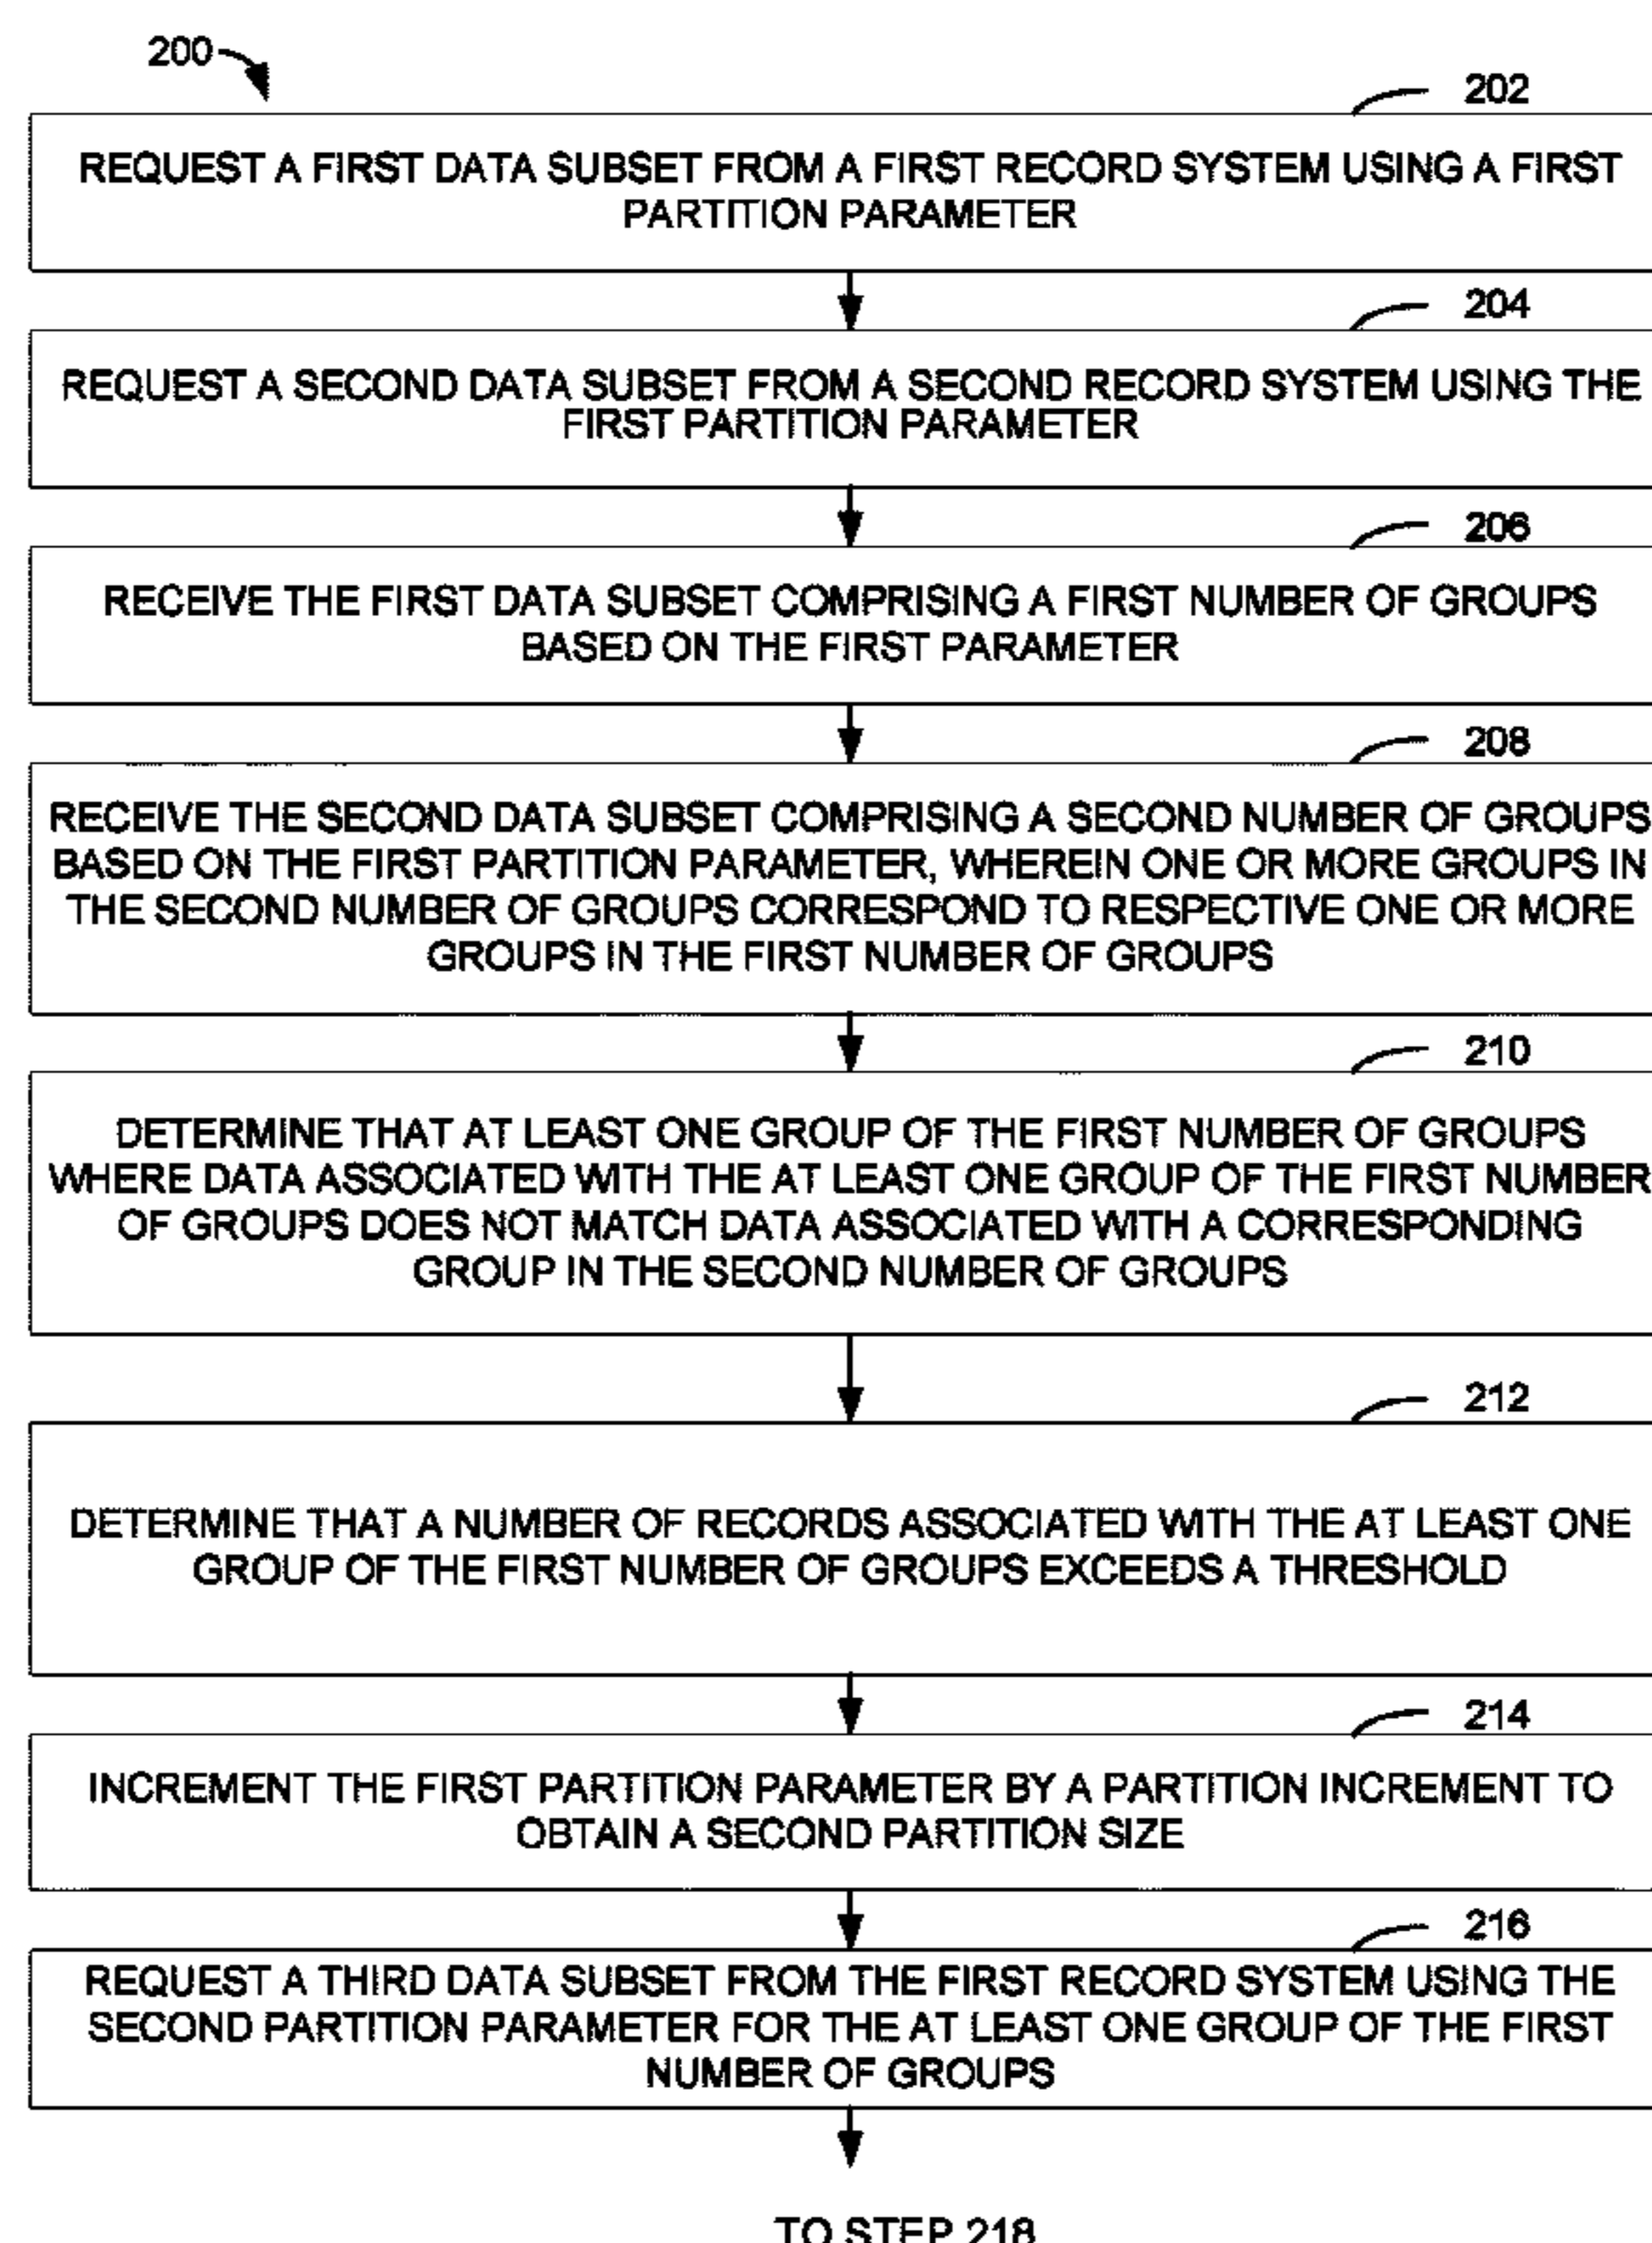 200
202
REQUEST A FIRST DATA SUBSET FROM A FIRST RECORD SYSTEM USING A FIRST
PARTITION PARAMETER
204
REQUEST A SECOND DATA SUBSET FROM A SECOND RECORD SYSTEM USING THE
FIRST PARTITION PARAMETER
206
RECEIVE THE FIRST DATA SUBSET COMPRISING A FIRST NUMBER OF GROUPS
BASED ON THE FIRST PARAMETER
208
RECEIVE THE SECOND DATA SUBSET COMPRISING A SECOND NUMBER OF GROUPS
BASED ON THE FIRST PARTITION PARAMETER, WHEREIN ONE OR MORE GROUPS IN
THE SECOND NUMBER OF GROUPS CORRESPOND TO RESPECTIVE ONE OR MORE
GROUPS IN THE FIRST NUMBER OF GROUPS
210
DETERMINE THAT AT LEAST ONE GROUP OF THE FIRST NUMBER OF GROUPS
WHERE DATA ASSOCIATED WITH THE AT LEAST ONE GROUP OF THE FIRST NUMBER
OF GROUPS DOES NOT MATCH DATA ASSOCIATED WITH A CORRESPONDING
GROUP IN THE SECOND NUMBER OF GROUPS
212
DETERMINE THAT A NUMBER OF RECORDS ASSOCIATED WITH THE AT LEAST ONE
GROUP OF THE FIRST NUMBER OF GROUPS EXCEEDS A THRESHOLD
214
INCREMENT THE FIRST PARTITION PARAMETER BY A PARTITION INCREMENT TO
OBTAIN A SECOND PARTITION SIZE
216
REQUEST A THIRD DATA SUBSET FROM THE FIRST RECORD SYSTEM USING THE
SECOND PARTITION PARAMETER FOR THE AT LEAST ONE GROUP OF THE FIRST
NUMBER OF GROUPS
TO STEP 218